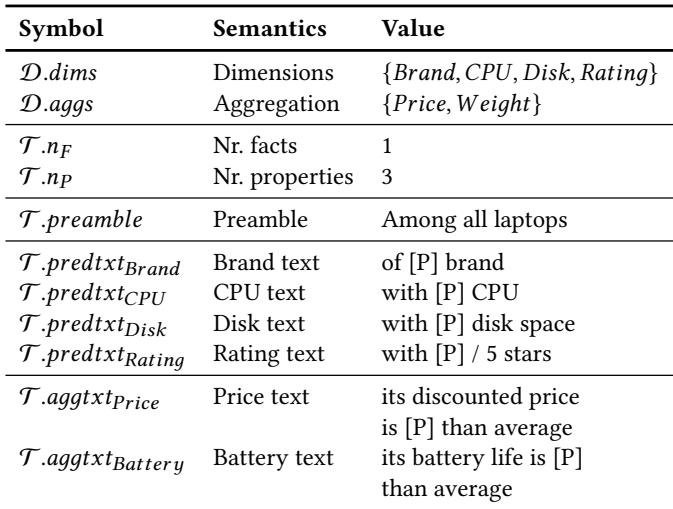 Symbol Semantics Value
𝒟.dims Dimensions {Brand, CPU, Disk, Rating}
𝒟.aggs Aggregation {Price, Weight}
𝒯.n_F Nr. facts 1
𝒯.n_P Nr. properties 3
𝒯.preamble Preamble Among all laptops
𝒯.predtxt_Brand Brand text of [P] brand
𝒯.predtxt_CPU CPU text with [P] CPU
𝒯.predtxt_Disk Disk text with [P] disk space
𝒯.predtxt_Rating Rating text with [P] / 5 stars
𝒯.aggtxt_Price Price text its discounted price
is [P] than average
𝒯.aggtxt_Battery Battery text its battery life is [P]
than average